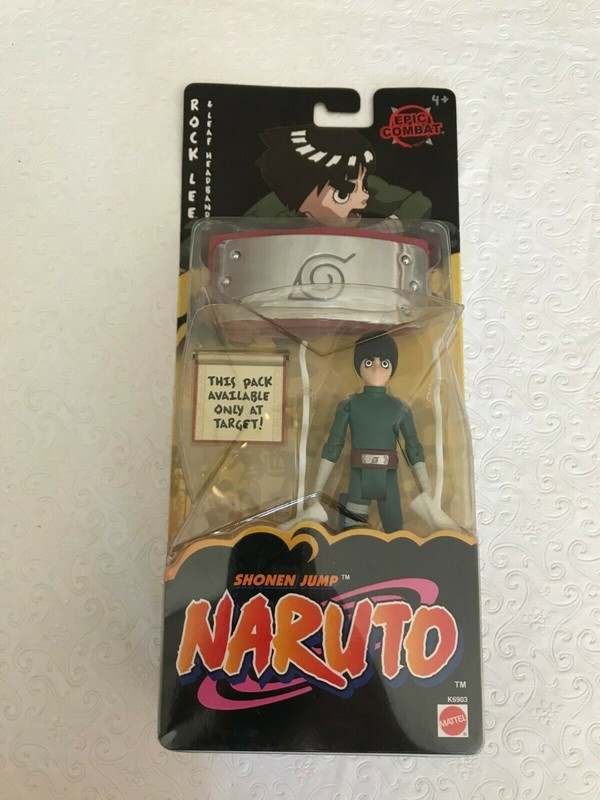 ROCK LEE
& LEAF HEADBAND
4+
EPIC
COMBAT
THIS PACK
AVAILABLE
ONLY AT
TARGET!
SHONEN JUMP™
NARUTO
TM
K6903
MATTEL